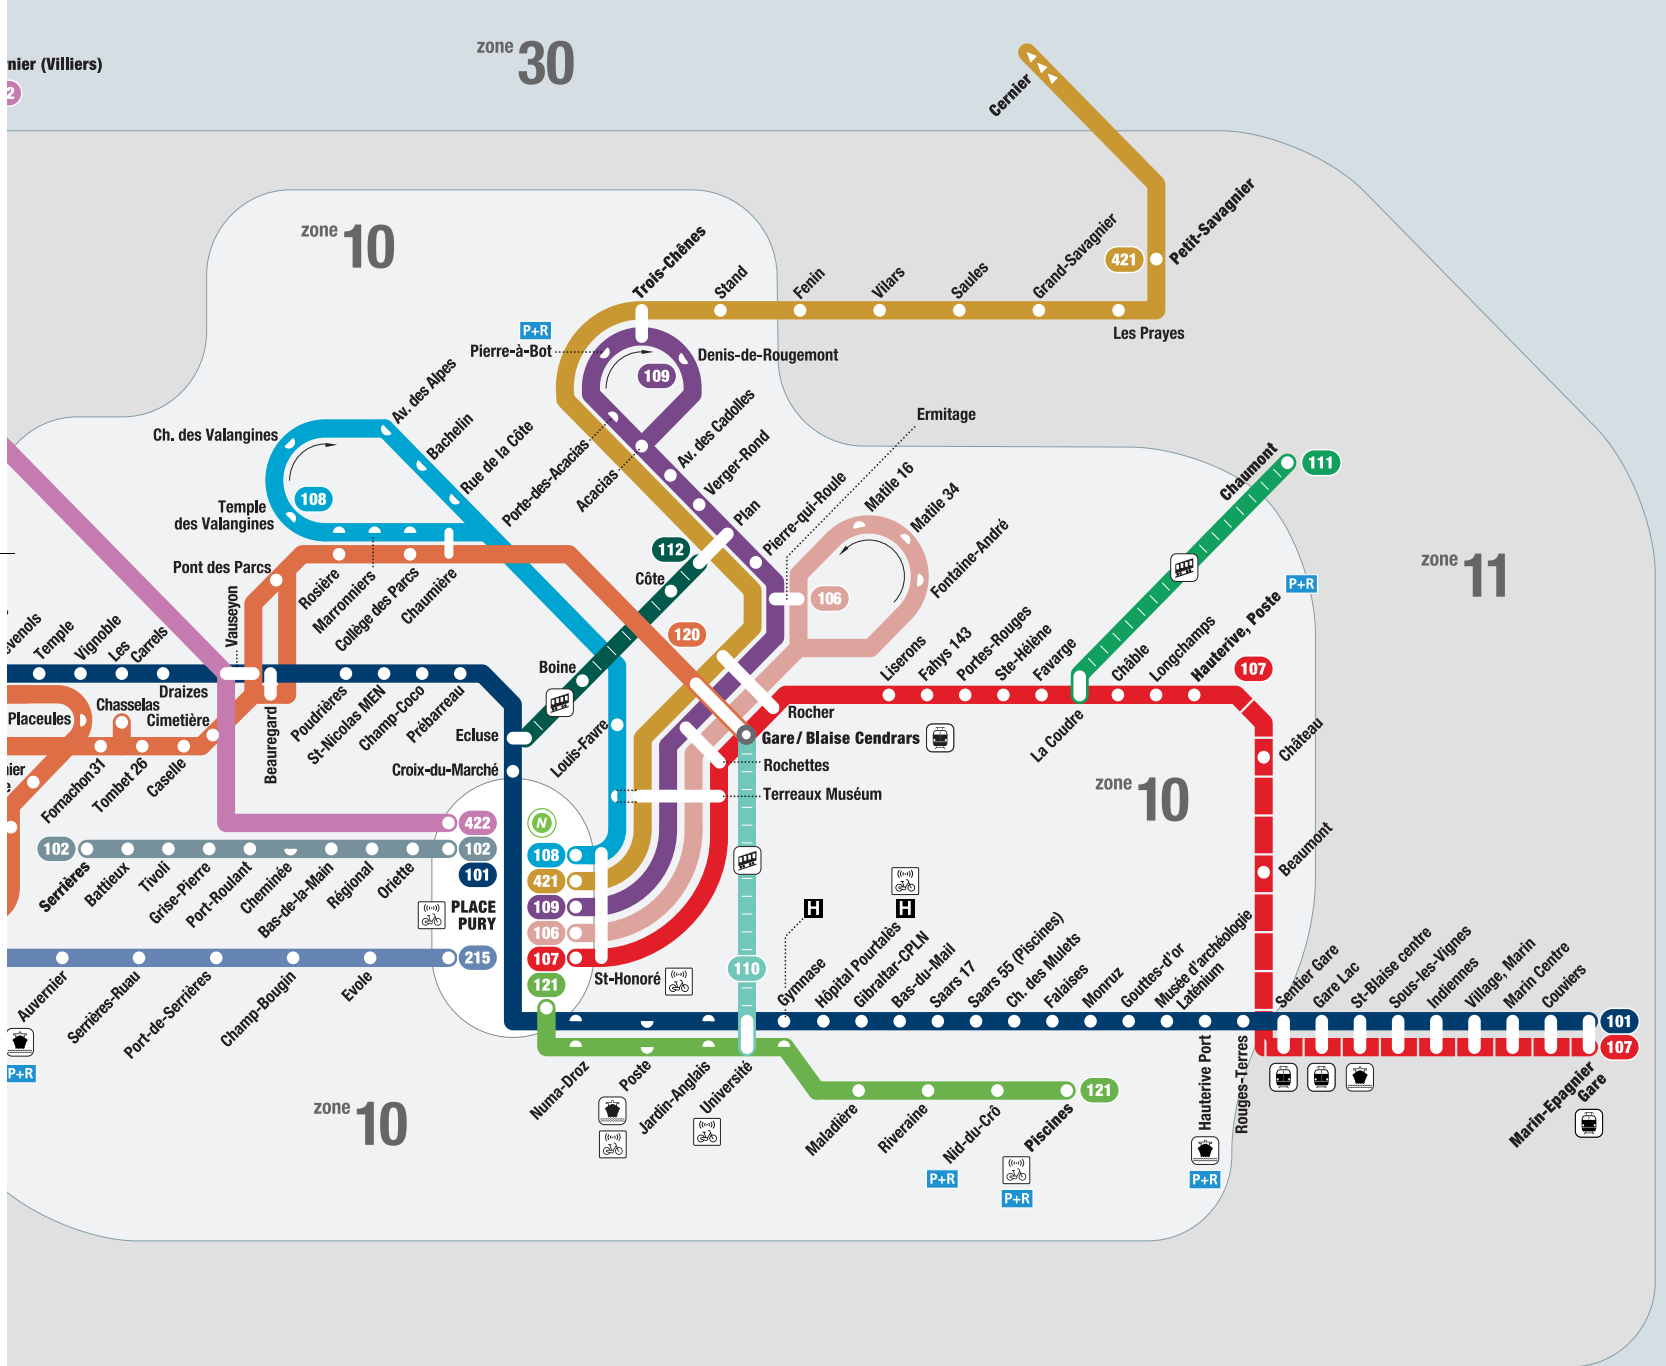 zone 30
nier (Villiers)
2
Cernier
zone 10
Trois-Chênes
Stand
Fenin
Vilars
Saules
Grand-Savagnier
421
Petit-Savagnier
Les Prayes
P+R
Pierre-à-Bot
Denis-de-Rougemont
109
Av. des Alpes
Ch. des Valangines
Bachelin
Rue de la Côte
Porte-des-Acacias
Acacias
Av. des Cadolles
Verger-Rond
Plan
Pierre-qui-Roule
Ermitage
Matile 16
Matile 34
Fontaine-André
106
Chaumont
111
108
Temple
des Valangines
Pont des Parcs
Vauseyon
Rosière
Marronniers
Collège des Parcs
Chaumière
112
Côte
120
Boine
zone 11
P+R
evenols
Temple
Vignoble
Les
Carrels
Draizes
Chasselas
Cimetière
Placeules
Beauregard
Poudrières
St-Nicolas MEN
Champ-Coco
Prébarreau
Ecluse
Croix-du-Marché
Louis-Favre
Liserons
Fahys 143
Portes-Rouges
Ste-Hélène
Favarge
La Coudre
Châble
Longchamps
Hauterive, Poste
107
Rocher
Gare/ Blaise Cendrars
Rochettes
Terreaux Muséum
Château
Beaumont
zone 10
nier
e
Fornachon31
Tombet 26
Caselle
422
N
102
Serrières
Battieux
Tivoli
Grise-Pierre
Port-Roulant
Cheminée
Bas-de-la-Main
Régional
Oriette
102
101
PLACE
PURY
108
421
109
106
107
121
St-Honoré
110
H
H
215
Auvernier
Serrières-Ruau
Port-de-Serrières
Champ-Bougin
Evole
P+R
Gymnase
Hôpital Pourtalès
Gibraltar-CPLN
Bas-du-Mail
Saars 17
Saars 55 (Piscines)
Ch. des Mulets
Falaises
Monruz
Gouttes-d'or
Musée d'archéologie
Laténium
Hauterive Port
Rouges-Terres
Sentier Gare
Gare Lac
St-Blaise centre
Sous-les-Vignes
Indiennes
Village, Marin
Marin Centre
Couviers
101
107
Marin-Epagnier
Gare
Numa-Droz
Poste
Jardin-Anglais
Université
Maladière
Riveraine
Nid-du-Crô
Piscines
121
P+R
P+R
P+R
zone 10